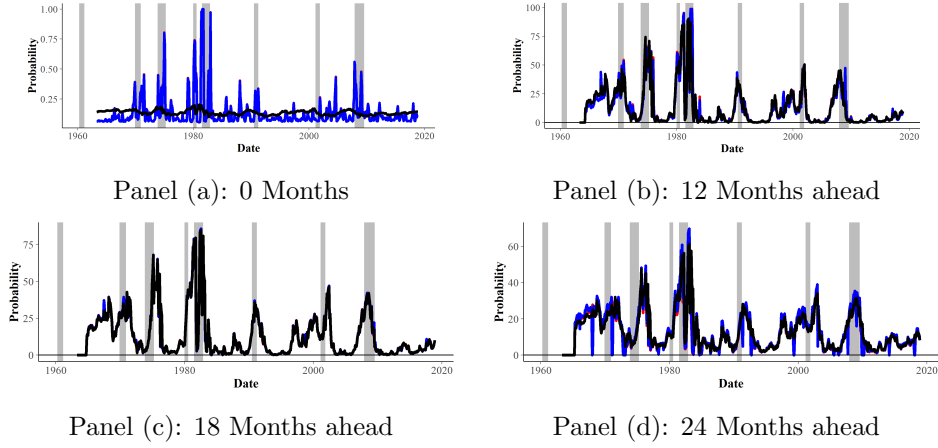 1.00
0.75
0.50
0.25
Probability
1960
1980
2000
2020
Date
Panel (a): 0 Months
100
75
50
25
0
Probability
1960
1980
2000
2020
Date
Panel (b): 12 Months ahead
75
50
25
0
Probability
1960
1980
2000
2020
Date
Panel (c): 18 Months ahead
60
40
20
0
Probability
1960
1980
2000
2020
Date
Panel (d): 24 Months ahead